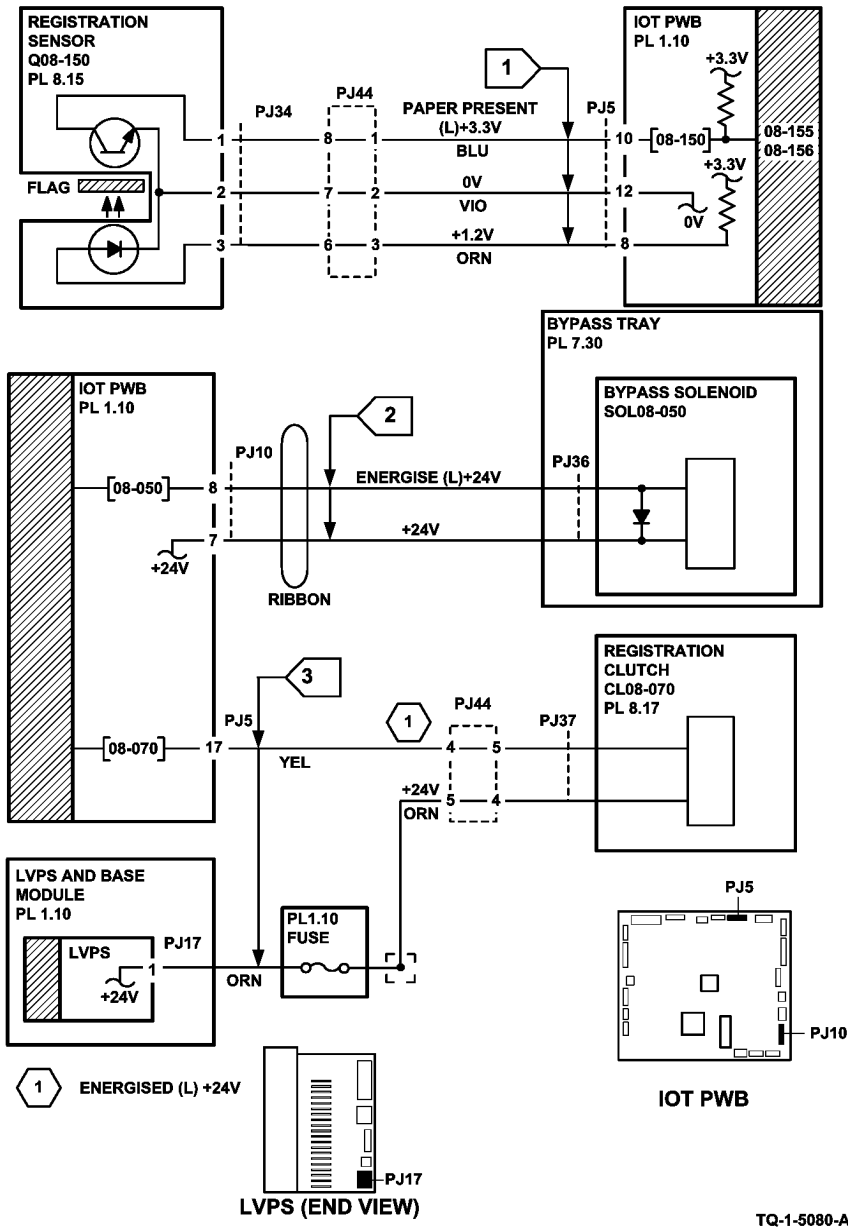 REGISTRATION
SENSOR
Q08-150
PL 8.15
FLAG
1
2
3
PJ34
PJ44
8 1
7 2
6 3
1
PAPER PRESENT
(L)+3.3V
BLU
0V
VIO
+1.2V
ORN
PJ5
10
12
8
IOT PWB
PL 1.10
+3.3V
[08-150]
08-155
08-156
+3.3V
0V
IOT PWB
PL 1.10
PJ10
[08-050] 8
7
+24V
RIBBON
2
ENERGISE (L)+24V
+24V
BYPASS TRAY
PL 7.30
PJ36
BYPASS SOLENOID
SOL08-050
3
[08-070] 17
PJ5
YEL
1
PJ44
4 5
+24V
ORN
5 4
PJ37
REGISTRATION
CLUTCH
CL08-070
PL 8.17
LVPS AND BASE
MODULE
PL 1.10
LVPS
+24V
1
PJ17
ORN
PL1.10
FUSE
PJ5
PJ10
IOT PWB
1 ENERGISED (L) +24V
PJ17
LVPS (END VIEW)
TQ-1-5080-A